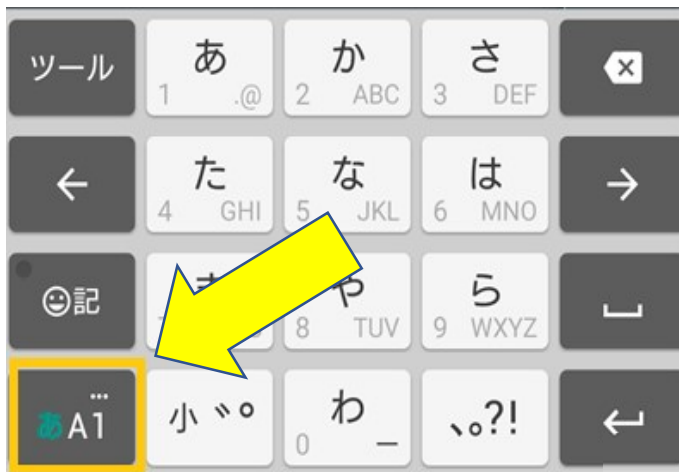 ツール あ か さ
1 .@ 2 ABC 3 DEF
た な は
4 GHI 5 JKL 6 MNO
記 や ら
8 TUV 9 WXYZ
あA1 小゛゜ わ 、。?!
0 ー